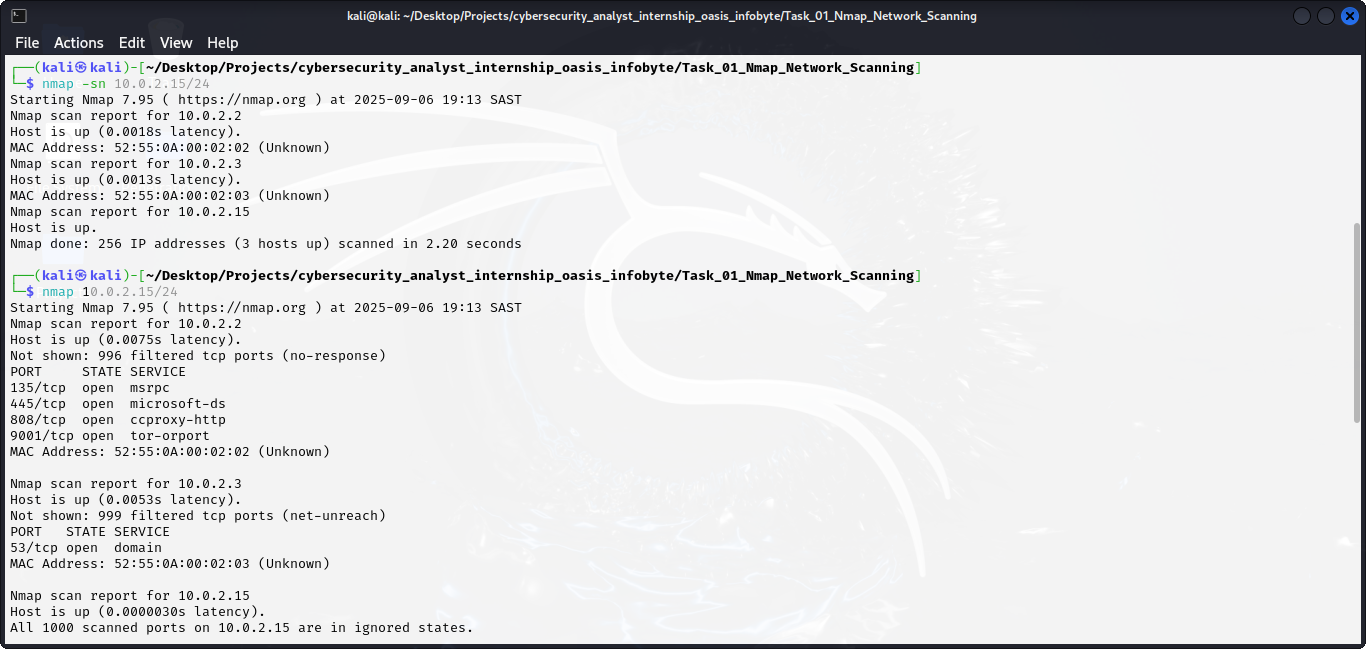 kali@kali: ~/Desktop/Projects/cybersecurity_analyst_internship_oasis_infobyte/Task_01_Nmap_Network_Scanning
File Actions Edit View Help
┌──(kali㉿kali)-[~/Desktop/Projects/cybersecurity_analyst_internship_oasis_infobyte/Task_01_Nmap_Network_Scanning]
└─$ nmap -sn 10.0.2.15/24
Starting Nmap 7.95 ( https://nmap.org ) at 2025-09-06 19:13 SAST
Nmap scan report for 10.0.2.2
Host is up (0.0018s latency).
MAC Address: 52:55:0A:00:02:02 (Unknown)
Nmap scan report for 10.0.2.3
Host is up (0.0013s latency).
MAC Address: 52:55:0A:00:02:03 (Unknown)
Nmap scan report for 10.0.2.15
Host is up.
Nmap done: 256 IP addresses (3 hosts up) scanned in 2.20 seconds
┌──(kali㉿kali)-[~/Desktop/Projects/cybersecurity_analyst_internship_oasis_infobyte/Task_01_Nmap_Network_Scanning]
└─$ nmap 10.0.2.15/24
Starting Nmap 7.95 ( https://nmap.org ) at 2025-09-06 19:13 SAST
Nmap scan report for 10.0.2.2
Host is up (0.0075s latency).
Not shown: 996 filtered tcp ports (no-response)
PORT     STATE SERVICE
135/tcp  open  msrpc
445/tcp  open  microsoft-ds
808/tcp  open  ccproxy-http
9001/tcp open  tor-orport
MAC Address: 52:55:0A:00:02:02 (Unknown)
Nmap scan report for 10.0.2.3
Host is up (0.0053s latency).
Not shown: 999 filtered tcp ports (net-unreach)
PORT   STATE SERVICE
53/tcp open  domain
MAC Address: 52:55:0A:00:02:03 (Unknown)
Nmap scan report for 10.0.2.15
Host is up (0.0000030s latency).
All 1000 scanned ports on 10.0.2.15 are in ignored states.